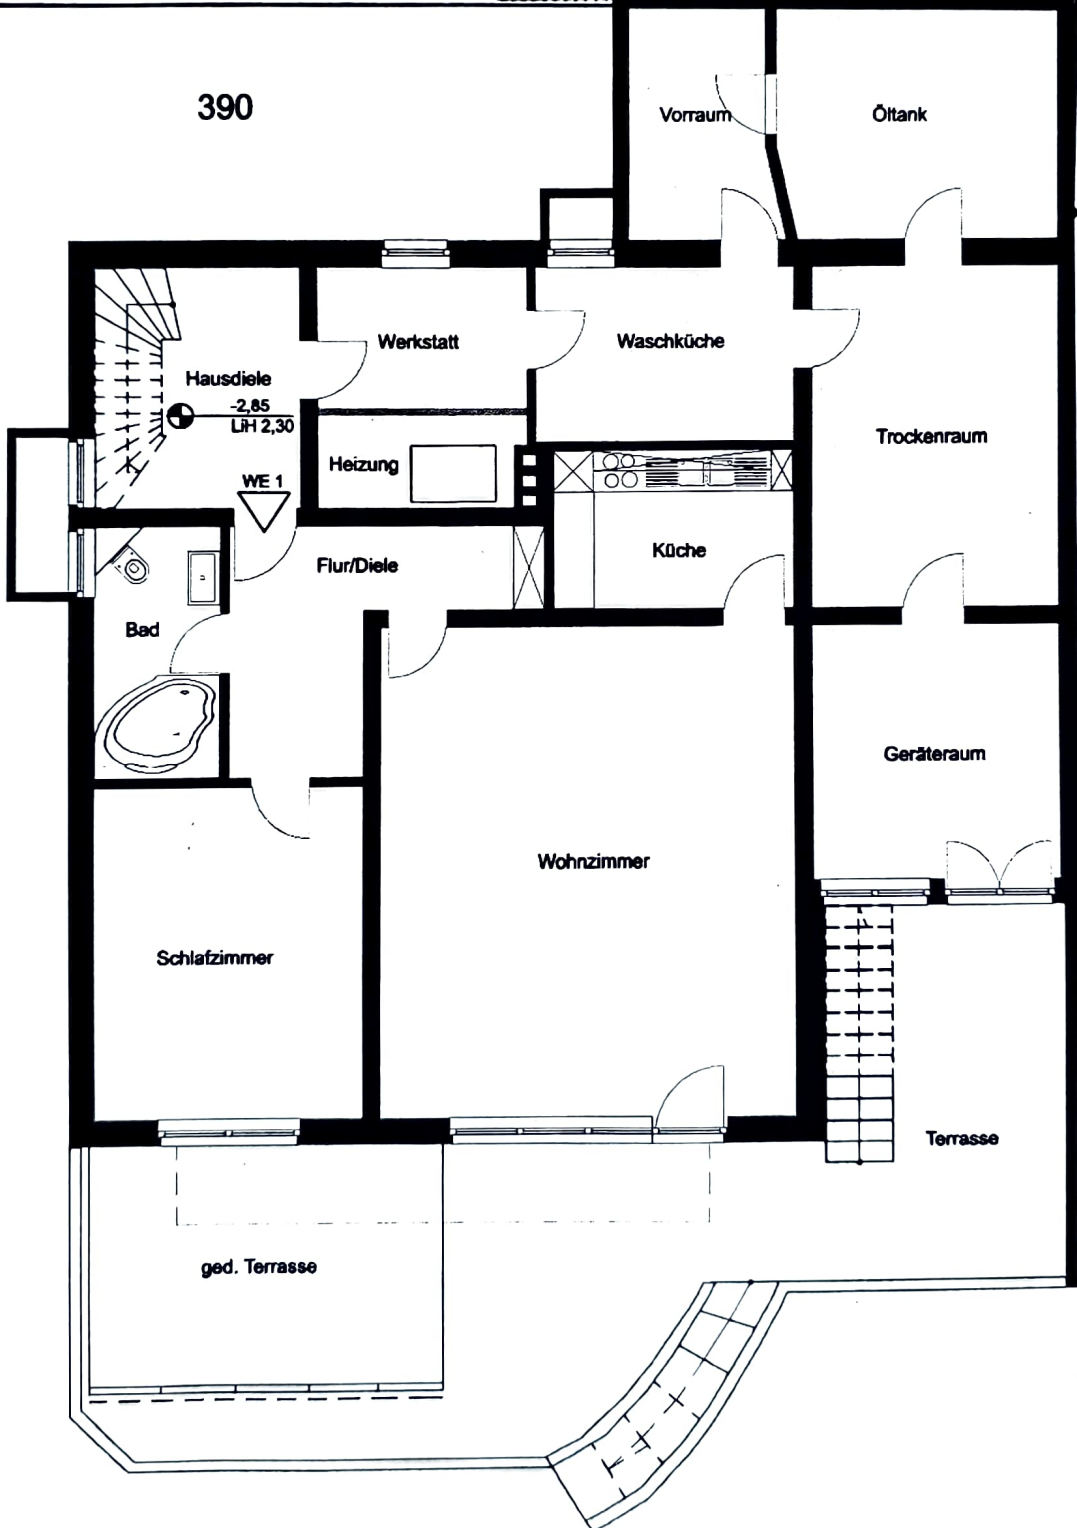 390
Vorraum
Öltank
Werkstatt
Waschküche
Hausdiele
-2,85
LiH 2,30
Trockenraum
Heizung
WE 1
Küche
Flur/Diele
Bad
Geräteraum
Wohnzimmer
Schlafzimmer
Terrasse
ged. Terrasse